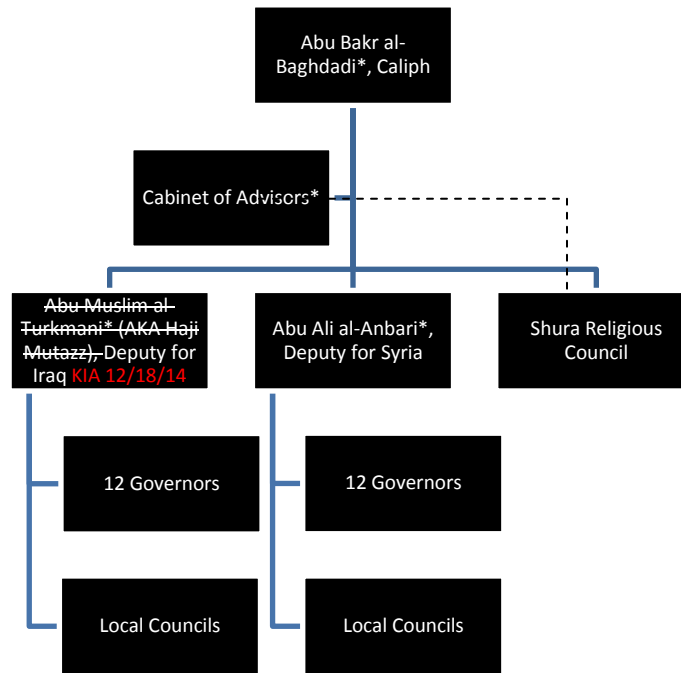 Abu Bakr al-
Baghdadi*, Caliph
Cabinet of Advisors*
Abu Muslim al-
Turkmani* (AKA Haji
Mutazz), Deputy for
Iraq KIA 12/18/14
Abu Ali al-Anbari*,
Deputy for Syria
Shura Religious
Council
12 Governors
12 Governors
Local Councils
Local Councils